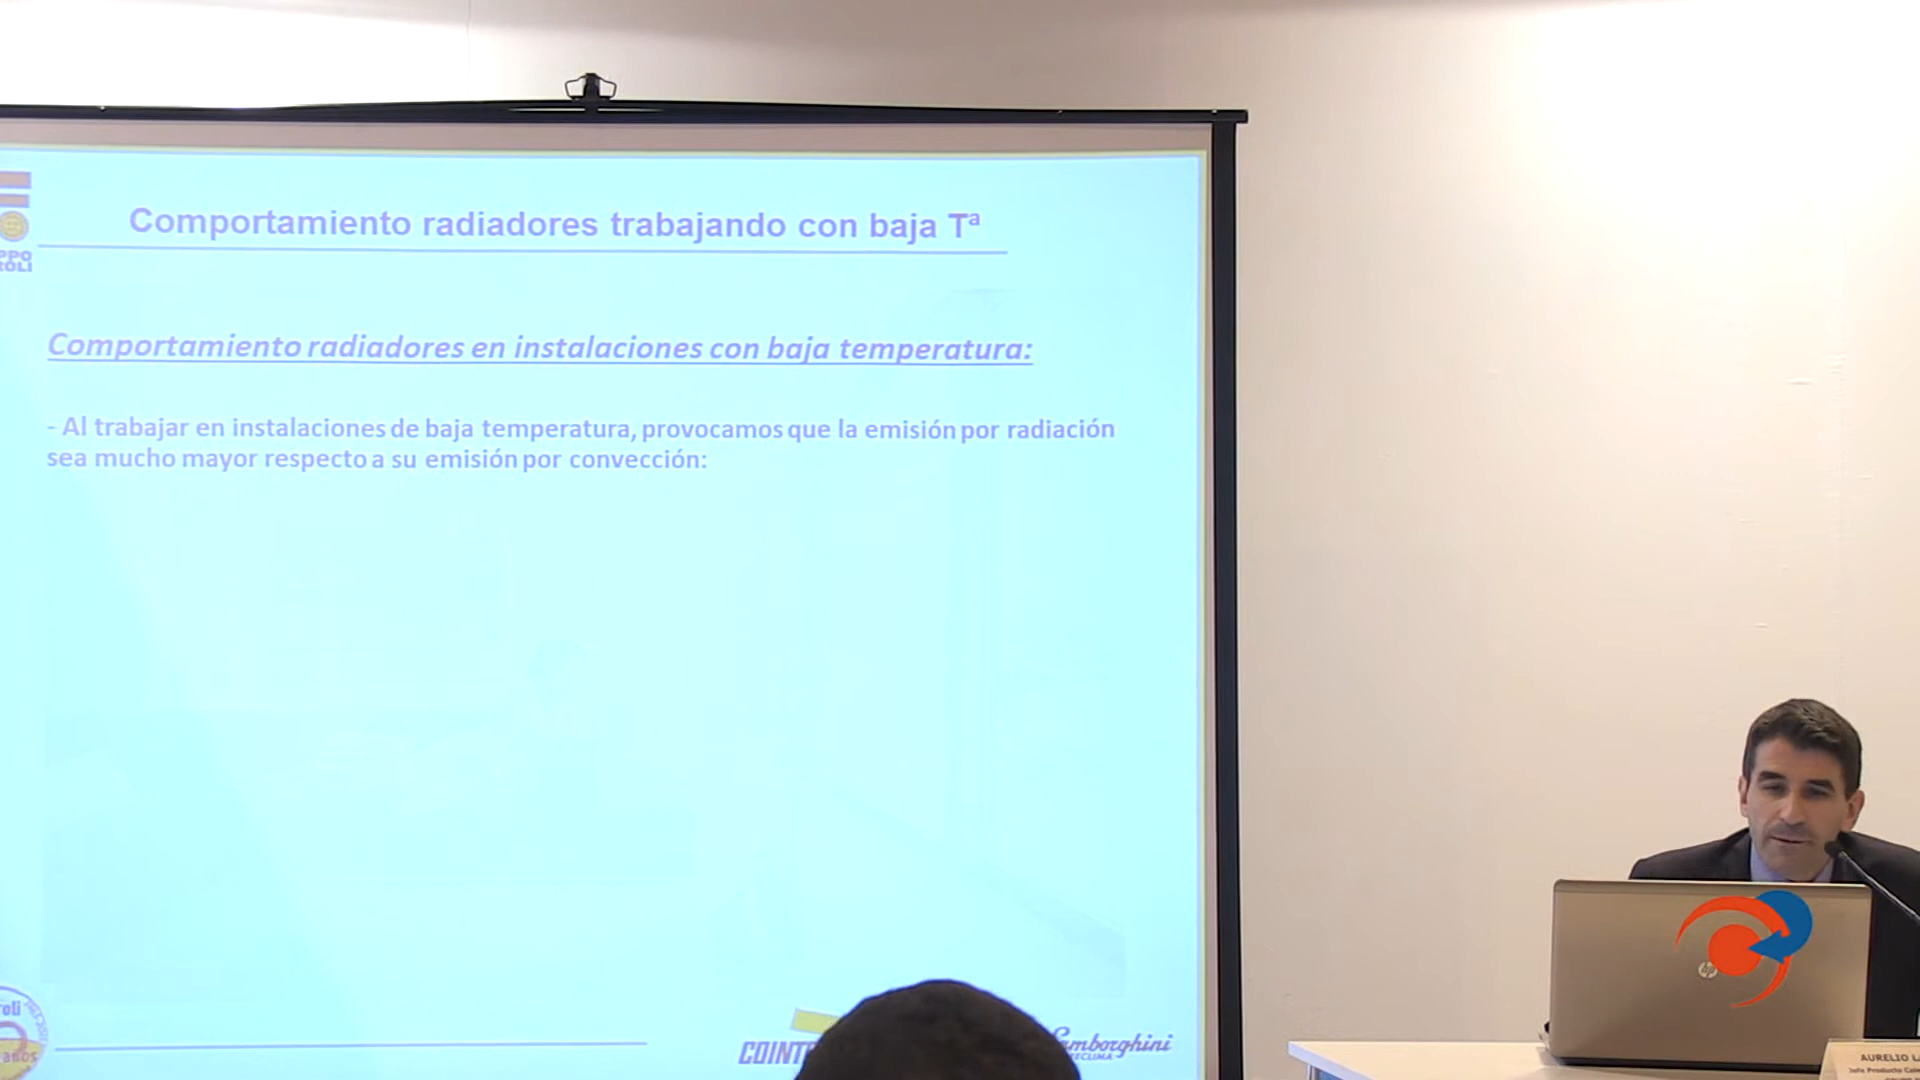 Comportamiento radiadores trabajando con baja Tª
Comportamiento radiadores en instalaciones con baja temperatura:
- Al trabajar en instalaciones de baja temperatura, provocamos que la emisión por radiación
sea mucho mayor respecto a su emisión por convección:
hp
AURELIO